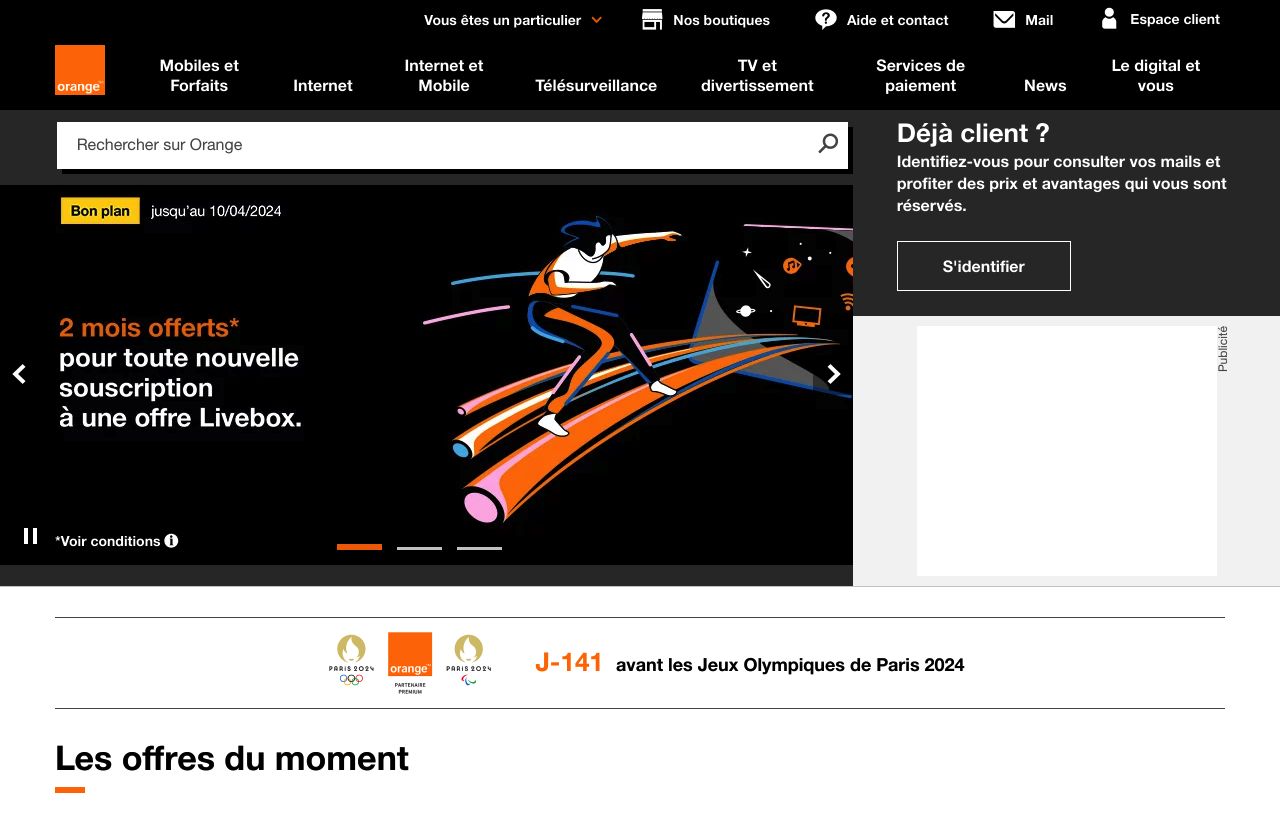 Vous êtes un particulier
Nos boutiques
Aide et contact
Mail
Espace client
orange™
Mobiles et
Forfaits
Internet
Internet et
Mobile
Télésurveillance
TV et
divertissement
Services de
paiement
News
Le digital et
vous
Rechercher sur Orange
Déjà client ?
Identifiez-vous pour consulter vos mails et
profiter des prix et avantages qui vous sont
réservés.
S'identifier
Bon plan jusqu'au 10/04/2024
2 mois offerts*
pour toute nouvelle
souscription
à une offre Livebox.
*Voir conditions
Publicité
PARIS 2024
orange™
PARTENAIRE
PREMIUM
PARIS 2024
J-141 avant les Jeux Olympiques de Paris 2024
Les offres du moment